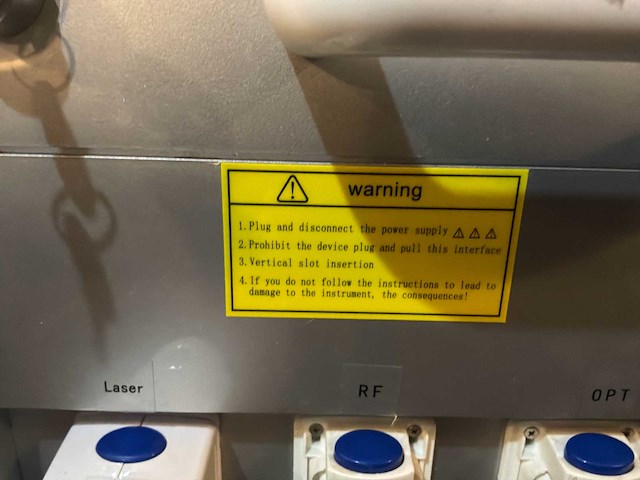 warning
1.Plug and disconnect the power supply
2.Prohibit the device plug and pull this interface
3.Vertical slot insertion
4.If you do not follow the instructions to lead to
damage to the instrument, the consequences!
Laser
RF
OPT